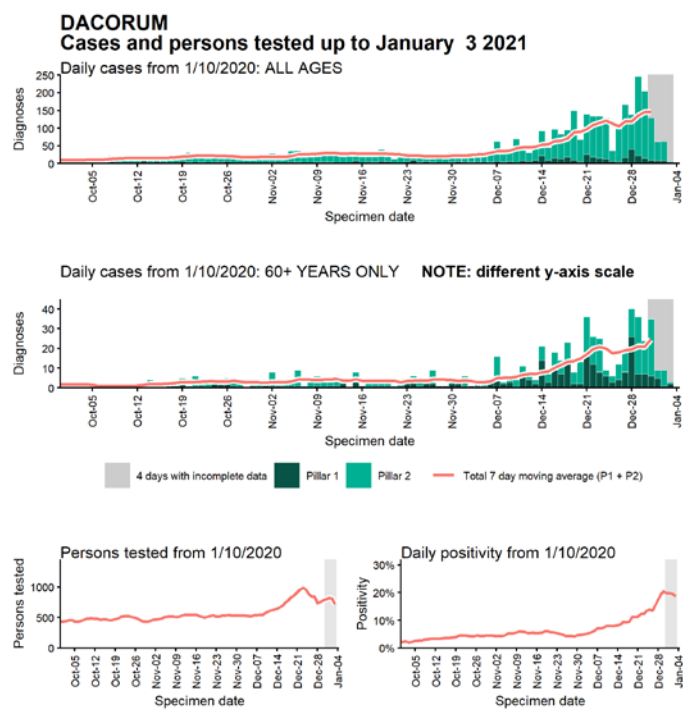 DACORUM
Cases and persons tested up to January 3 2021
Daily cases from 1/10/2020: ALL AGES
Diagnoses
250
200
150
100
50
0
Oct-05
Oct-12
Oct-19
Oct-26
Nov-02
Nov-09
Nov-16
Nov-23
Nov-30
Dec-07
Dec-14
Dec-21
Dec-28
Jan-04
Specimen date
Daily cases from 1/10/2020: 60+ YEARS ONLY NOTE: different y-axis scale
Diagnoses
40
30
20
10
0
Oct-05
Oct-12
Oct-19
Oct-26
Nov-02
Nov-09
Nov-16
Nov-23
Nov-30
Dec-07
Dec-14
Dec-21
Dec-28
Jan-04
Specimen date
4 days with incomplete data Pillar 1 Pillar 2 Total 7 day moving average (P1 + P2)
Persons tested from 1/10/2020
Persons tested
1000
500
0
Oct-05
Oct-12
Oct-19
Oct-26
Nov-02
Nov-09
Nov-16
Nov-23
Nov-30
Dec-07
Dec-14
Dec-21
Dec-28
Jan-04
Specimen date
Daily positivity from 1/10/2020
Positivity
30%
20%
10%
0%
Oct-05
Oct-12
Oct-19
Oct-26
Nov-02
Nov-09
Nov-16
Nov-23
Nov-30
Dec-07
Dec-14
Dec-21
Dec-28
Jan-04
Specimen date